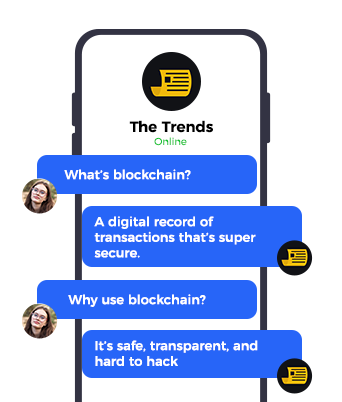 The Trends
Online
What's blockchain?
A digital record of
transactions that's super
secure.
Why use blockchain?
It's safe, transparent, and
hard to hack